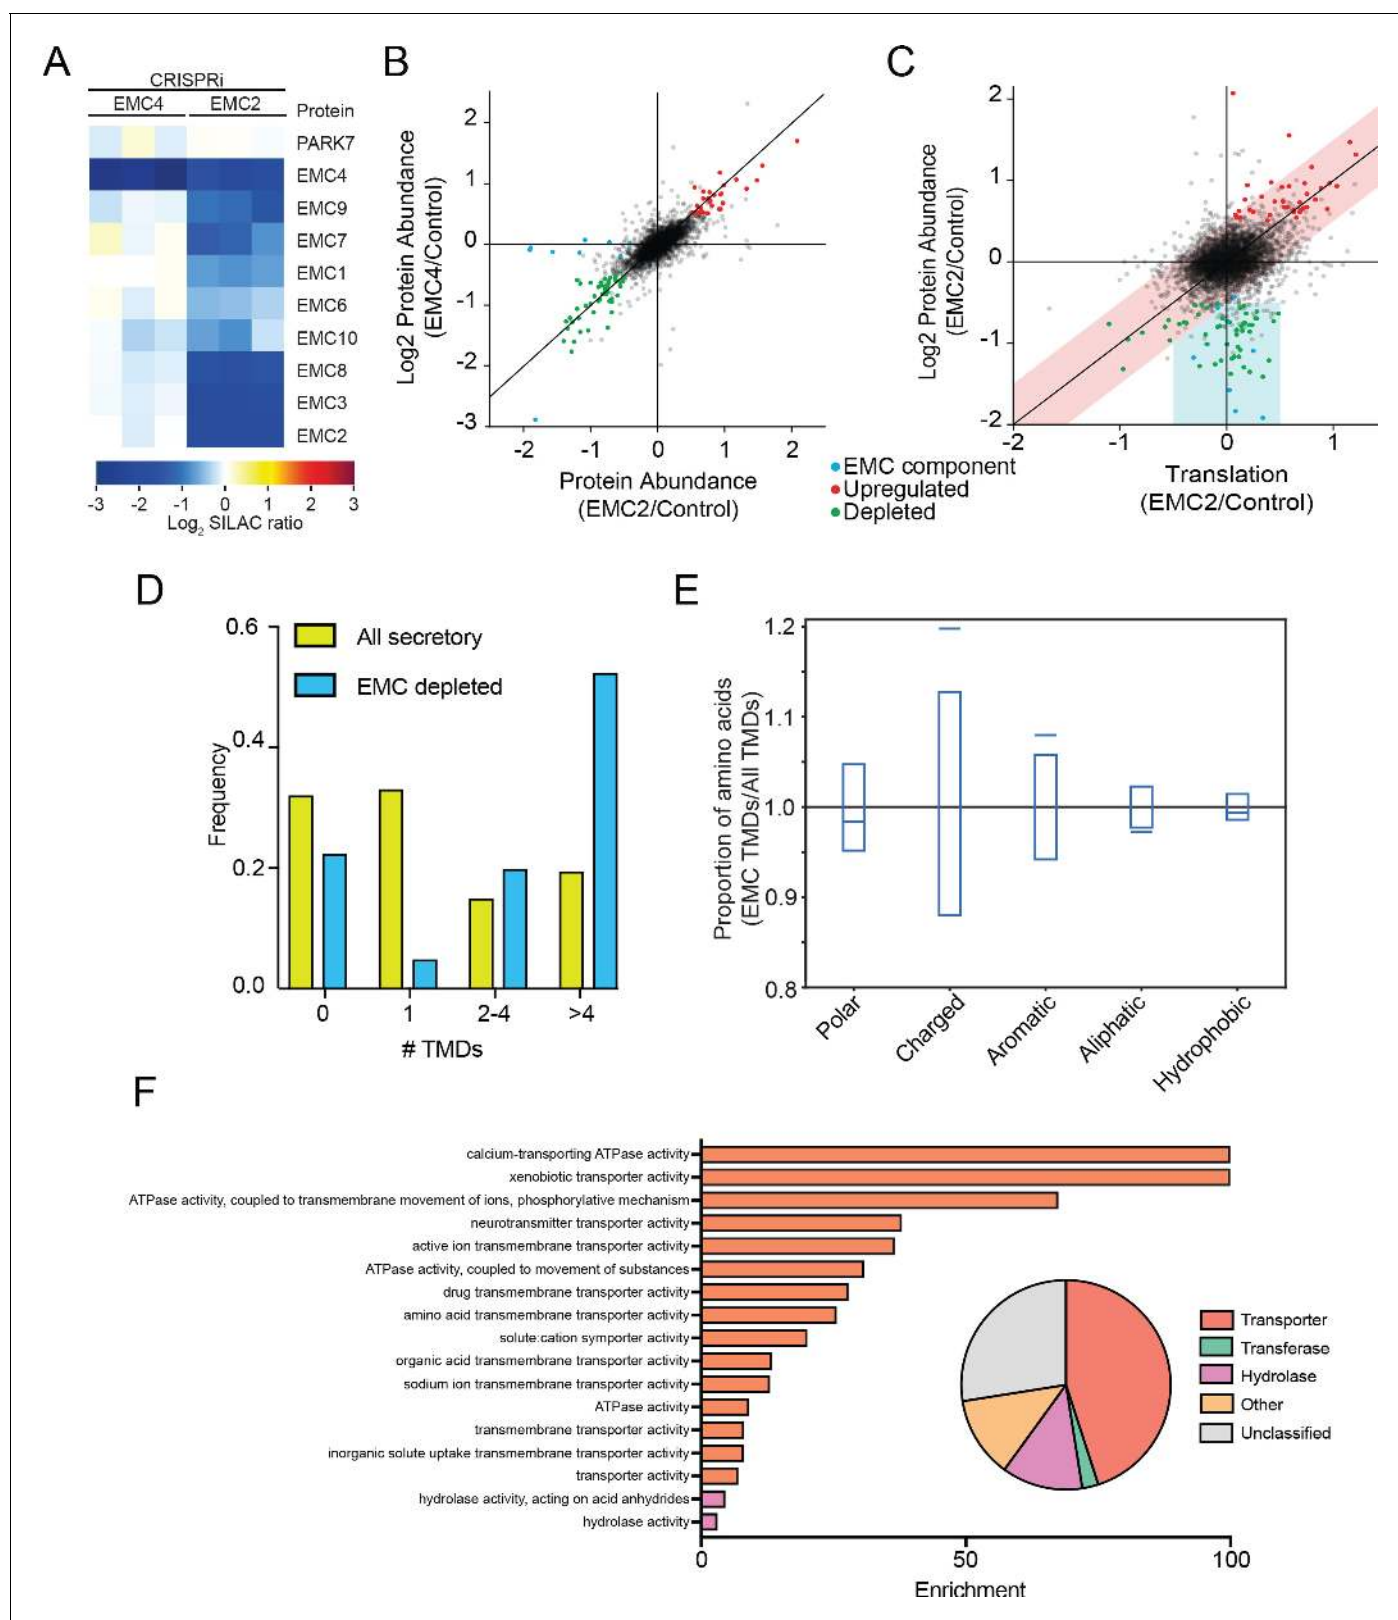 A
CRISPRi
EMC4 EMC2 Protein
PARK7
EMC4
EMC9
EMC7
EMC1
EMC6
EMC10
EMC8
EMC3
EMC2
-3 -2 -1 0 1 2 3
Log2 SILAC ratio
B
Log2 Protein Abundance
(EMC4/Control)
2
1
0
-1
-2
-3
-2 -1 0 1 2
Protein Abundance
(EMC2/Control)
EMC component
Upregulated
Depleted
C
Log2 Protein Abundance
(EMC2/Control)
2
1
0
-1
-2
-2 -1 0 1
Translation
(EMC2/Control)
D
Frequency
0.6
0.4
0.2
0.0
All secretory
EMC depleted
0 1 2-4 >4
# TMDs
E
Proportion of amino acids
(EMC TMDs/All TMDs)
1.2
1.1
1.0
0.9
0.8
Polar
Charged
Aromatic
Aliphatic
Hydrophobic
F
calcium-transporting ATPase activity
xenobiotic transporter activity
ATPase activity, coupled to transmembrane movement of ions, phosphorylative mechanism
neurotransmitter transporter activity
active ion transmembrane transporter activity
ATPase activity, coupled to movement of substances
drug transmembrane transporter activity
amino acid transmembrane transporter activity
solute:cation symporter activity
organic acid transmembrane transporter activity
sodium ion transmembrane transporter activity
ATPase activity
transmembrane transporter activity
inorganic solute uptake transmembrane transporter activity
transporter activity
hydrolase activity, acting on acid anhydrides
hydrolase activity
0 50 100
Enrichment
Transporter
Transferase
Hydrolase
Other
Unclassified